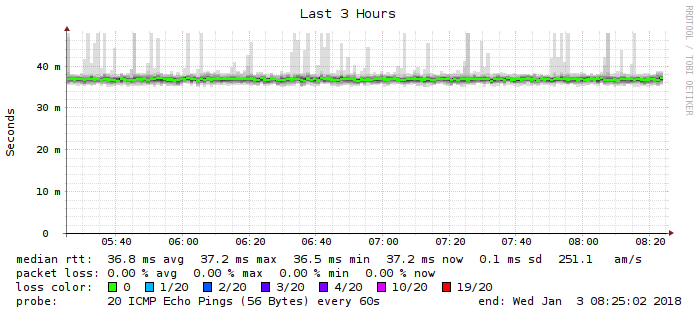 Last 3 Hours
RRDTOOL / TOBI OETIKER
Seconds
40 m
30 m
20 m
10 m
0
05:40 06:00 06:20 06:40 07:00 07:20 07:40 08:00 08:20
median rtt: 36.8 ms avg 37.2 ms max 36.5 ms min 37.2 ms now 0.1 ms sd 251.1 am/s
packet loss: 0.00 % avg 0.00 % max 0.00 % min 0.00 % now
loss color: 0 1/20 2/20 3/20 4/20 10/20 19/20
probe: 20 ICMP Echo Pings (56 Bytes) every 60s end: Wed Jan 3 08:25:02 2018